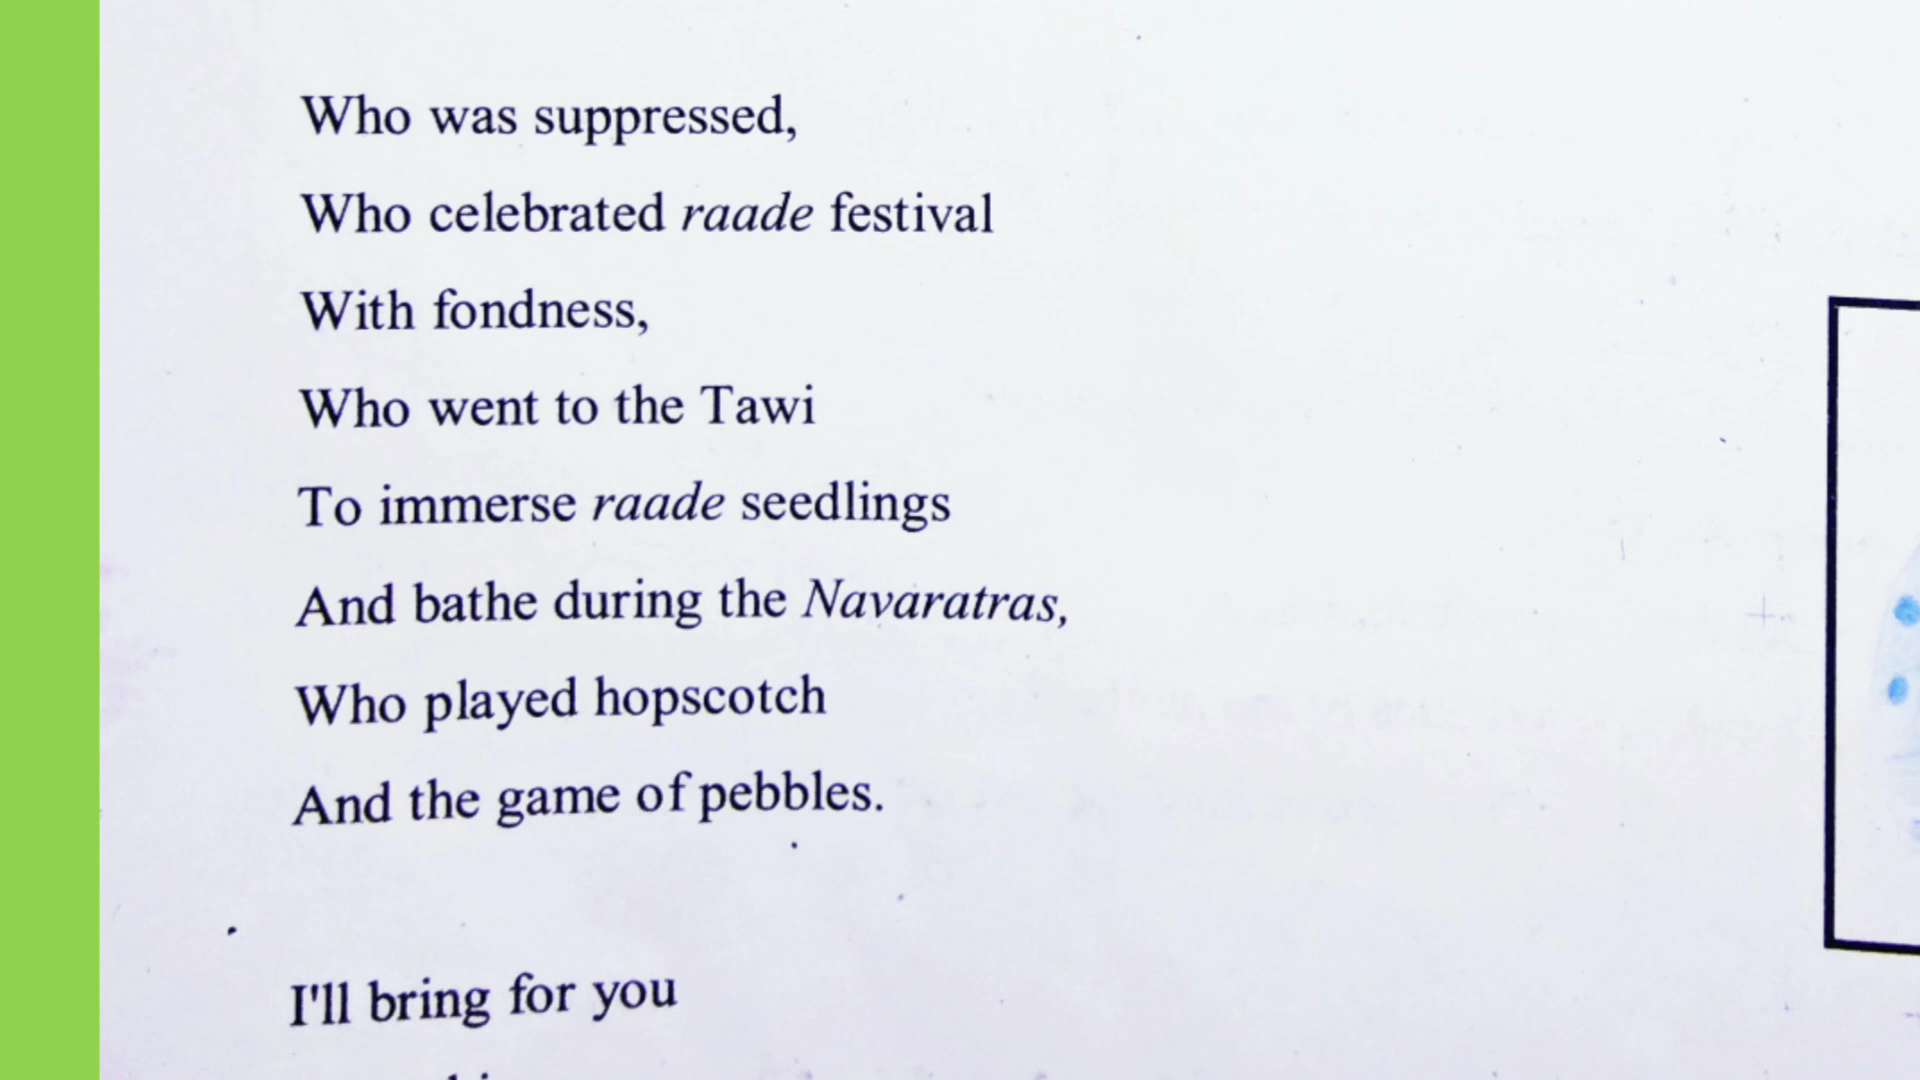 Who was suppressed,
Who celebrated raade festival
With fondness,
Who went to the Tawi
To immerse raade seedlings
And bathe during the Navaratras,
Who played hopscotch
And the game of pebbles.
I'll bring for you